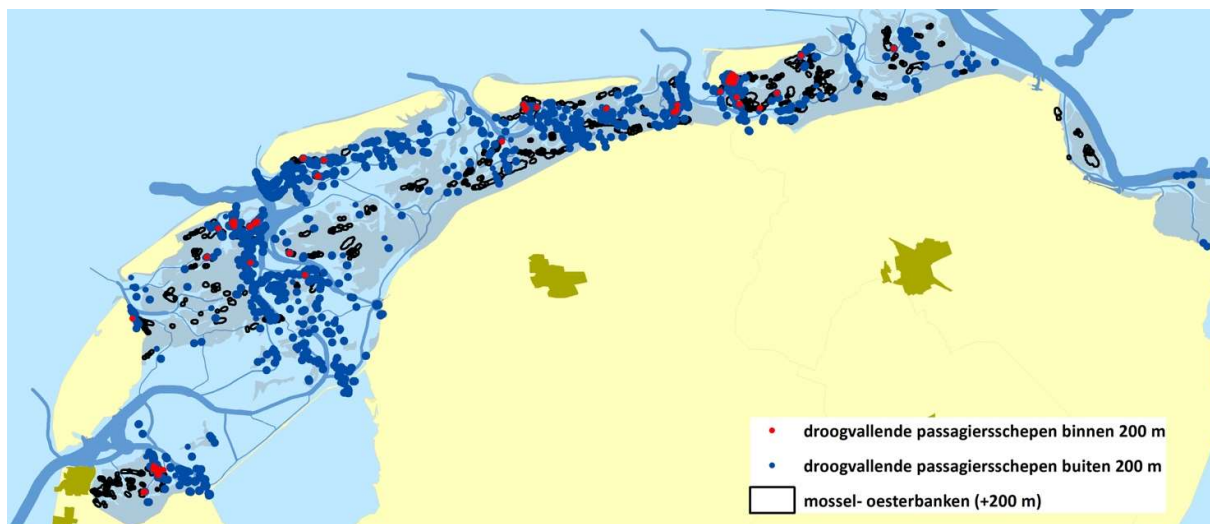 droogvallende passagiersschepen binnen 200 m
droogvallende passagiersschepen buiten 200 m
mossel- oesterbanken (+200 m)